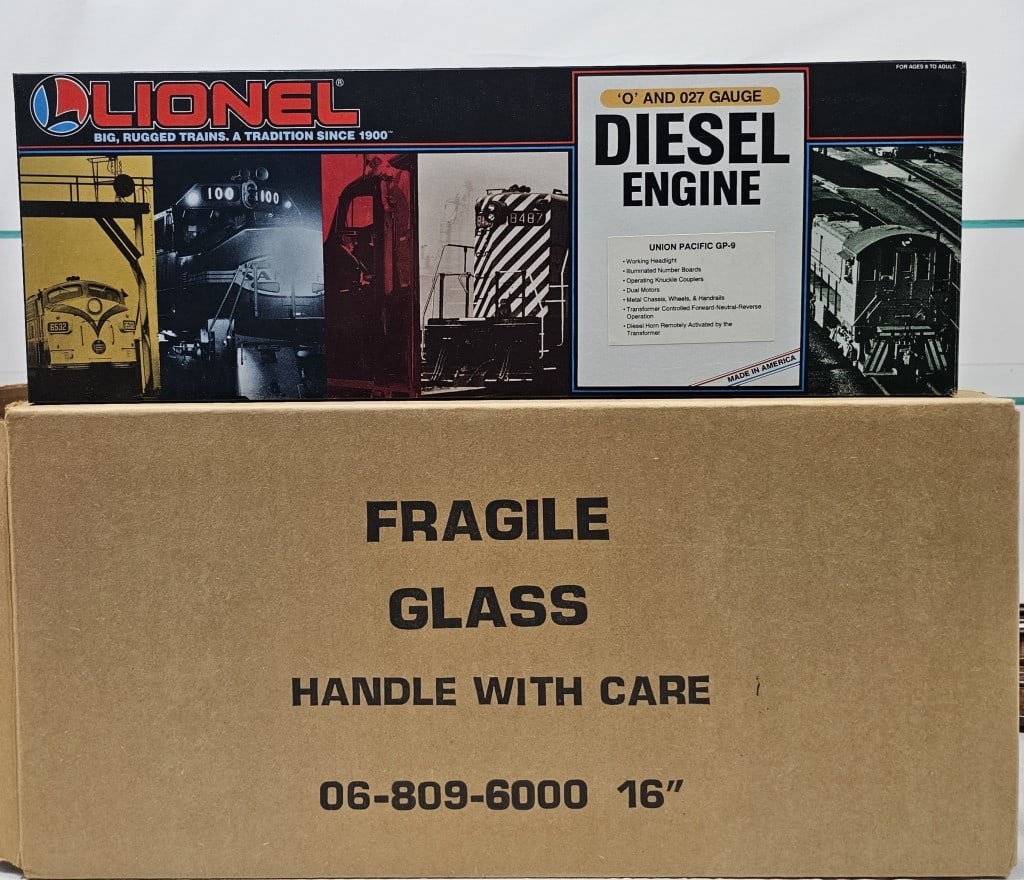 FOR AGES 8 TO ADULT.
LIONEL®
BIG, RUGGED TRAINS. A TRADITION SINCE 1900™
'O' AND 027 GAUGE
DIESEL
ENGINE
UNION PACIFIC GP-9
• Working Headlight
• Illuminated Number Boards
• Operating Knuckle Couplers
• Dual Motors
• Metal Chassis, Wheels, & Handrails
• Transformer Controlled Forward-Neutral-Reverse
Operation
• Diesel Horn Remotely Activated by the
Transformer
MADE IN AMERICA
6532
100
100
8487
FRAGILE
GLASS
HANDLE WITH CARE
06-809-6000 16"